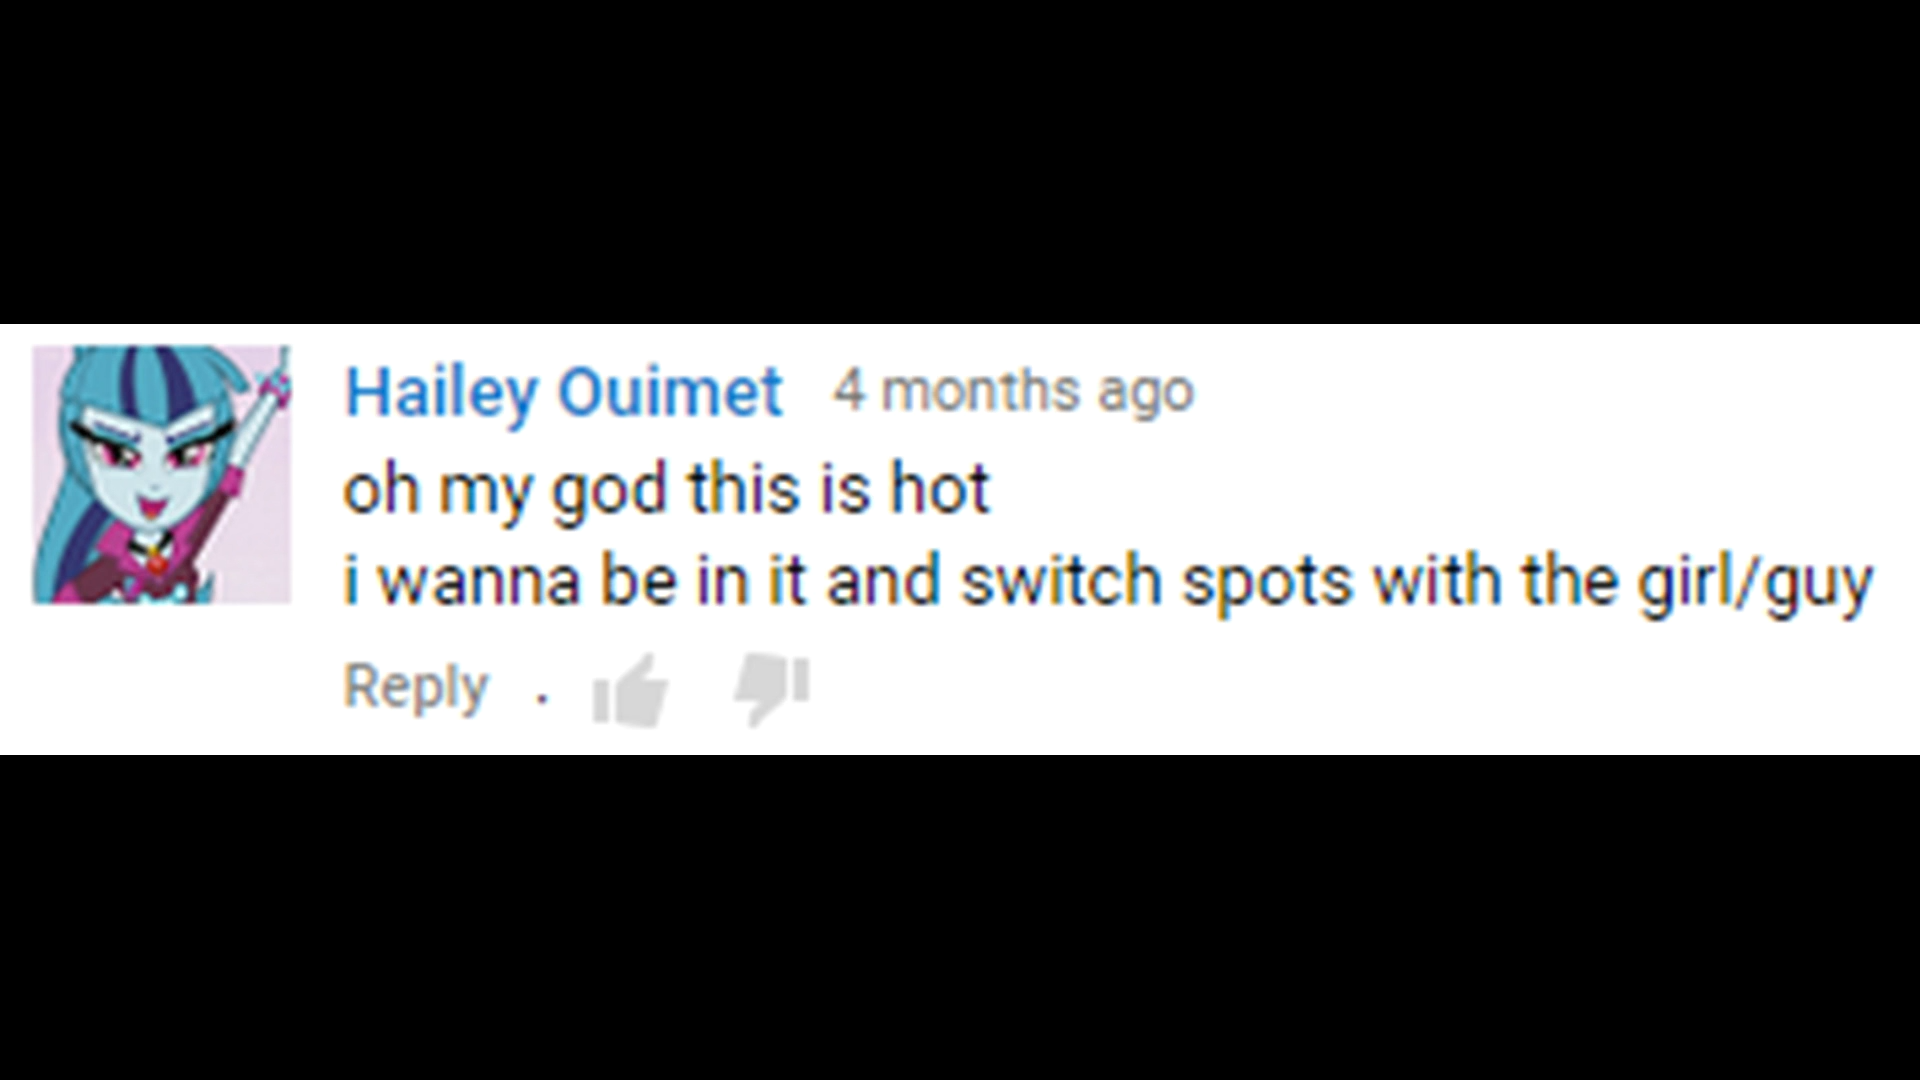 Hailey Ouimet 4 months ago
oh my god this is hot
i wanna be in it and switch spots with the girl/guy
Reply .